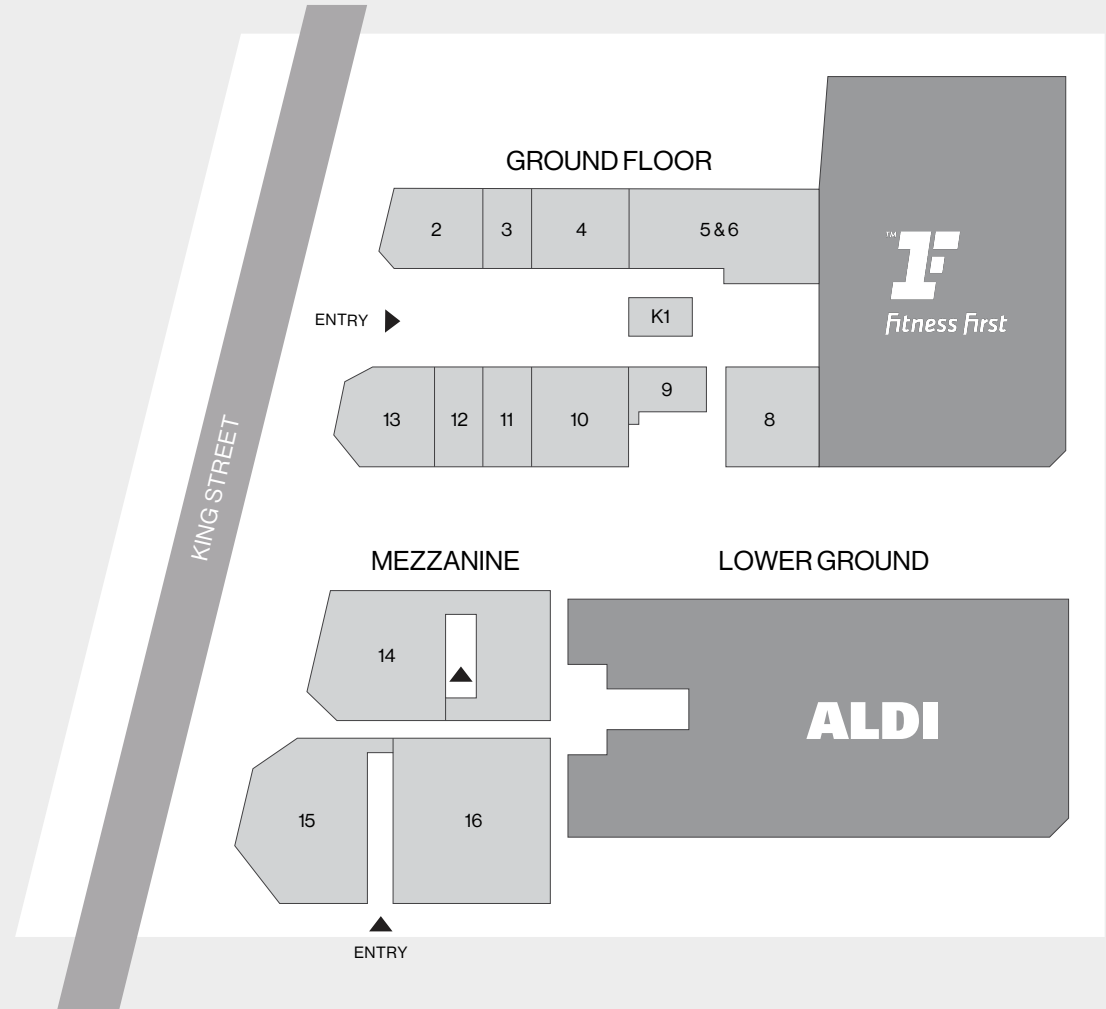 GROUND FLOOR
2
3
4
5 & 6
™
Fitness First
ENTRY
K1
13
12
11
10
9
8
KING STREET
MEZZANINE
LOWER GROUND
14
ALDI
15
16
ENTRY